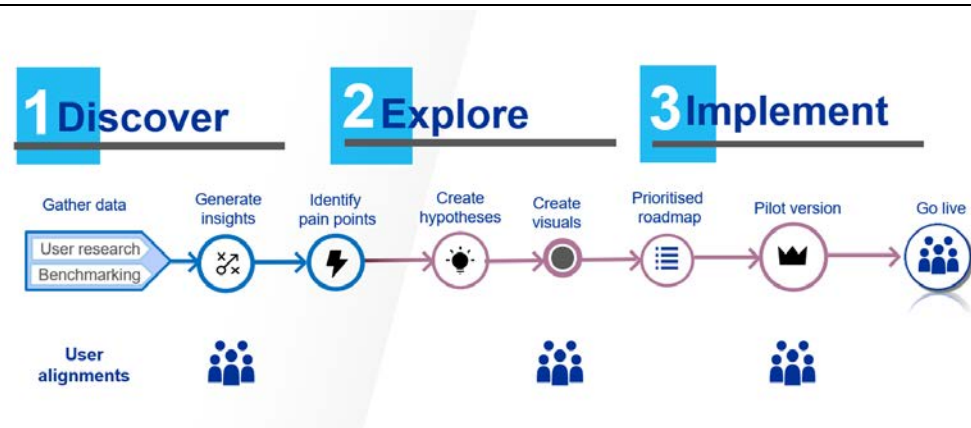 1 Discover
2 Explore
3 Implement
Gather data
User research
Benchmarking
Generate
insights
Identify
pain points
Create
hypotheses
Create
visuals
Prioritised
roadmap
Pilot version
Go live
User
alignments